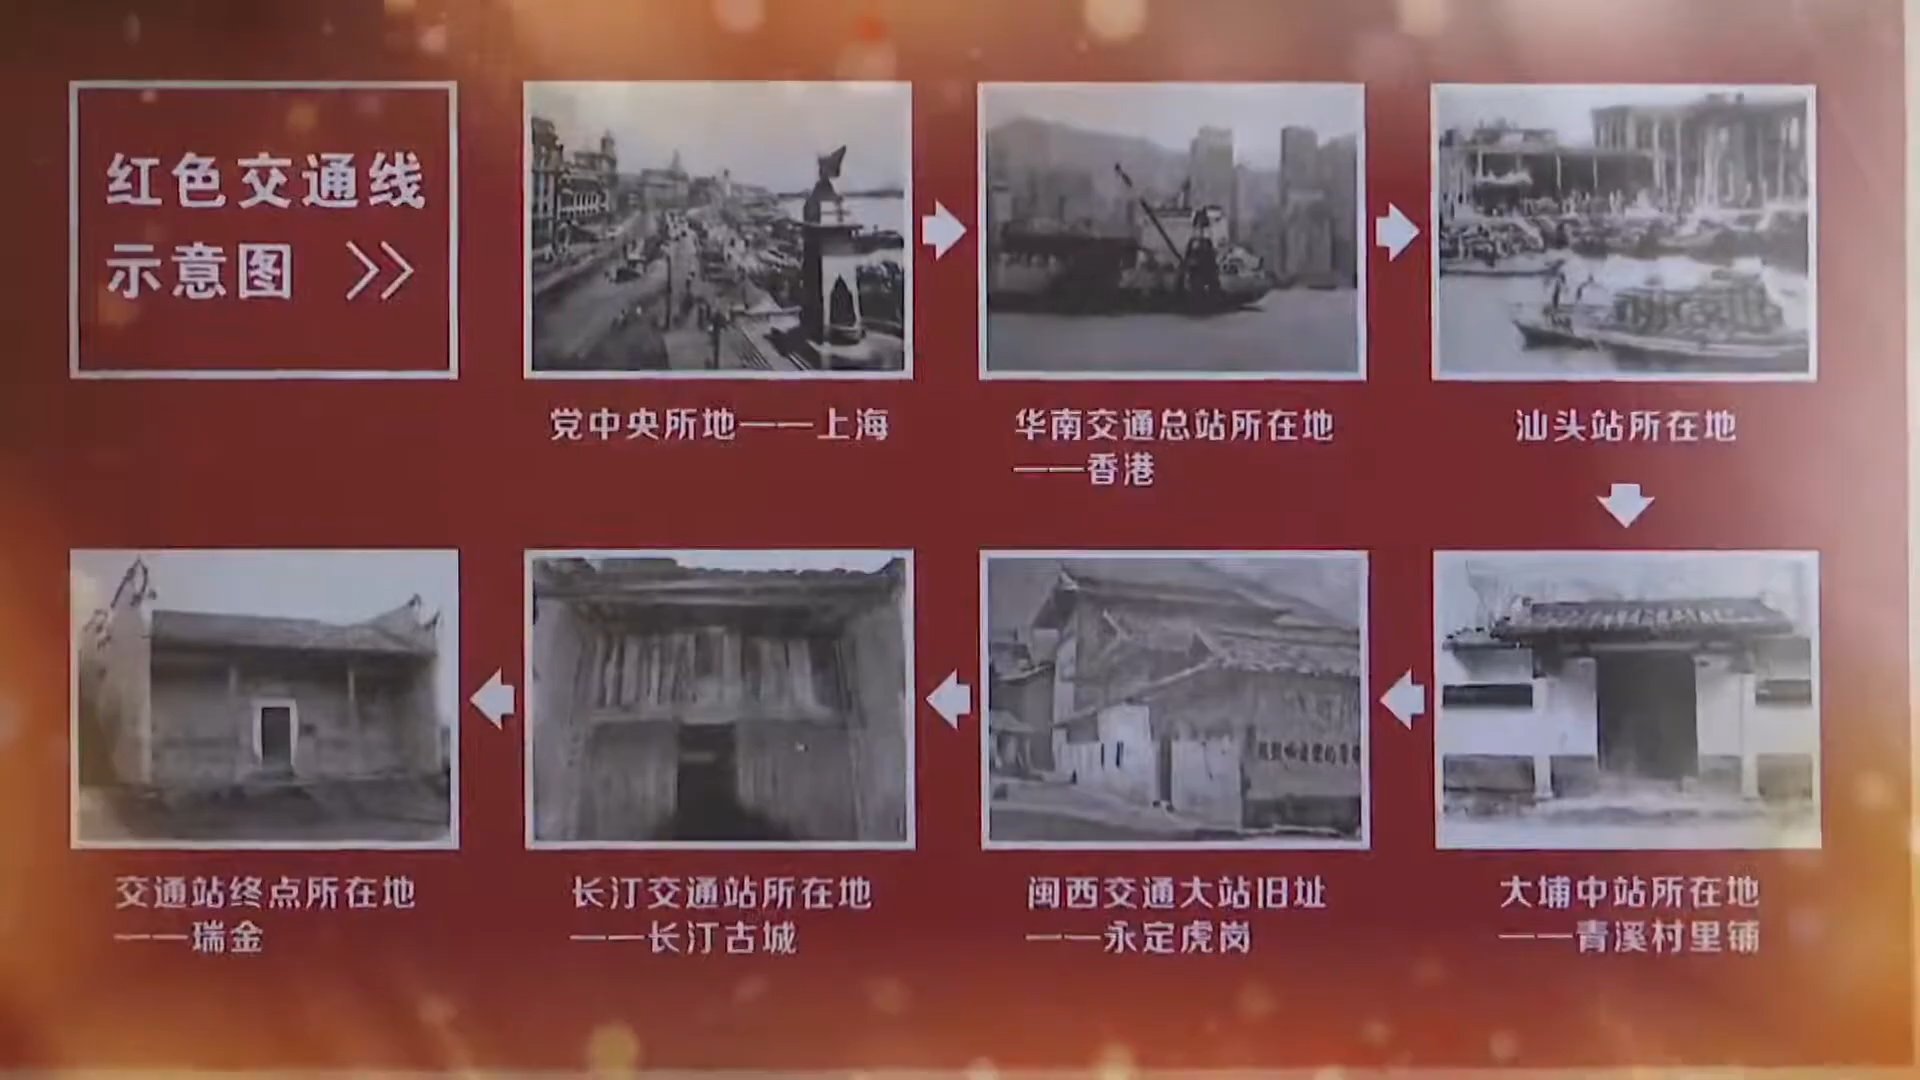 红色交通线
示意图
党中央所地——上海
华南交通总站所在地
——香港
汕头站所在地
交通站终点所在地
——瑞金
长汀交通站所在地
——长汀古城
闽西交通大站旧址
——永定虎岗
大埔中站所在地
——青溪村里铺